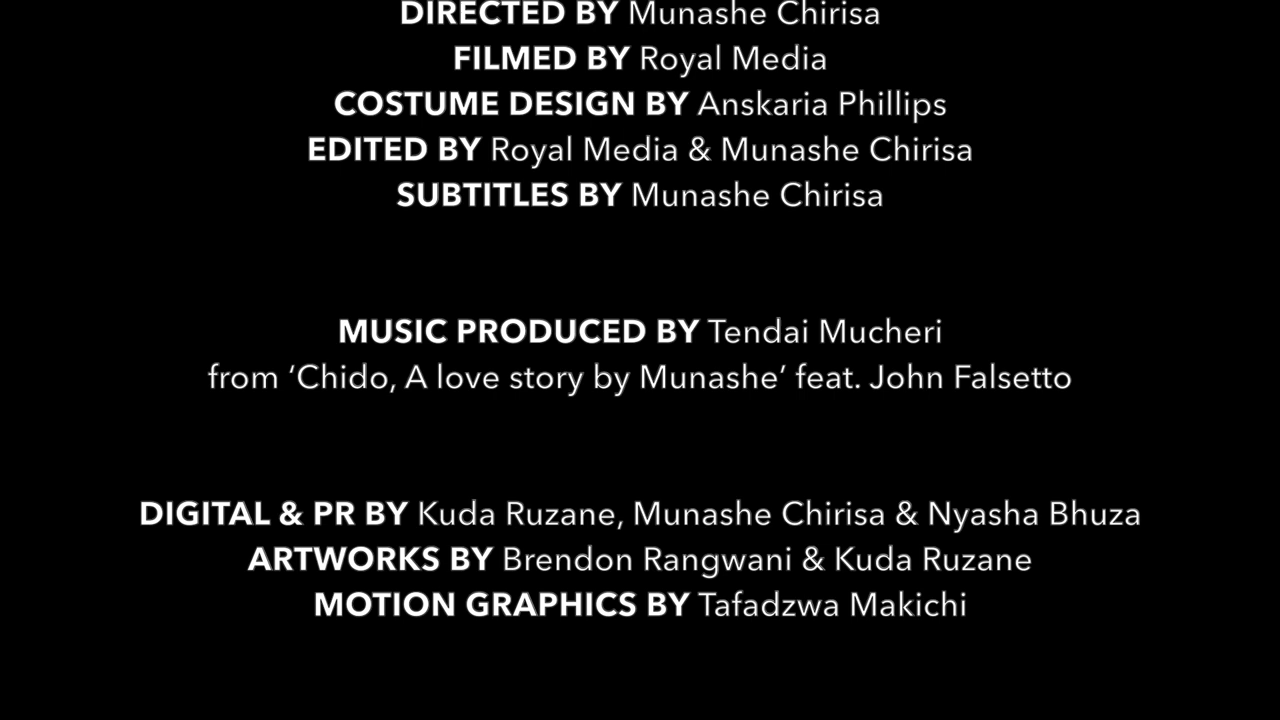 DIRECTED BY Munashe Chirisa
FILMED BY Royal Media
COSTUME DESIGN BY Anskaria Phillips
EDITED BY Royal Media & Munashe Chirisa
SUBTITLES BY Munashe Chirisa
MUSIC PRODUCED BY Tendai Mucheri
from ‘Chido, A love story by Munashe’ feat. John Falsetto
DIGITAL & PR BY Kuda Ruzane, Munashe Chirisa & Nyasha Bhuza
ARTWORKS BY Brendon Rangwani & Kuda Ruzane
MOTION GRAPHICS BY Tafadzwa Makichi